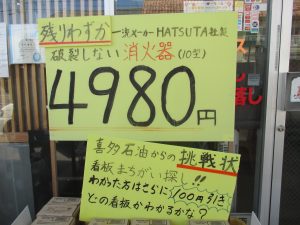 残りわずか 一流メーカーHATSUTA社製
破裂しない消火器(10型)
4980円
喜多石油からの挑戦状
看板まちがい探し!!
わかった方はさらに100円引き
どの看板かわかるかな?